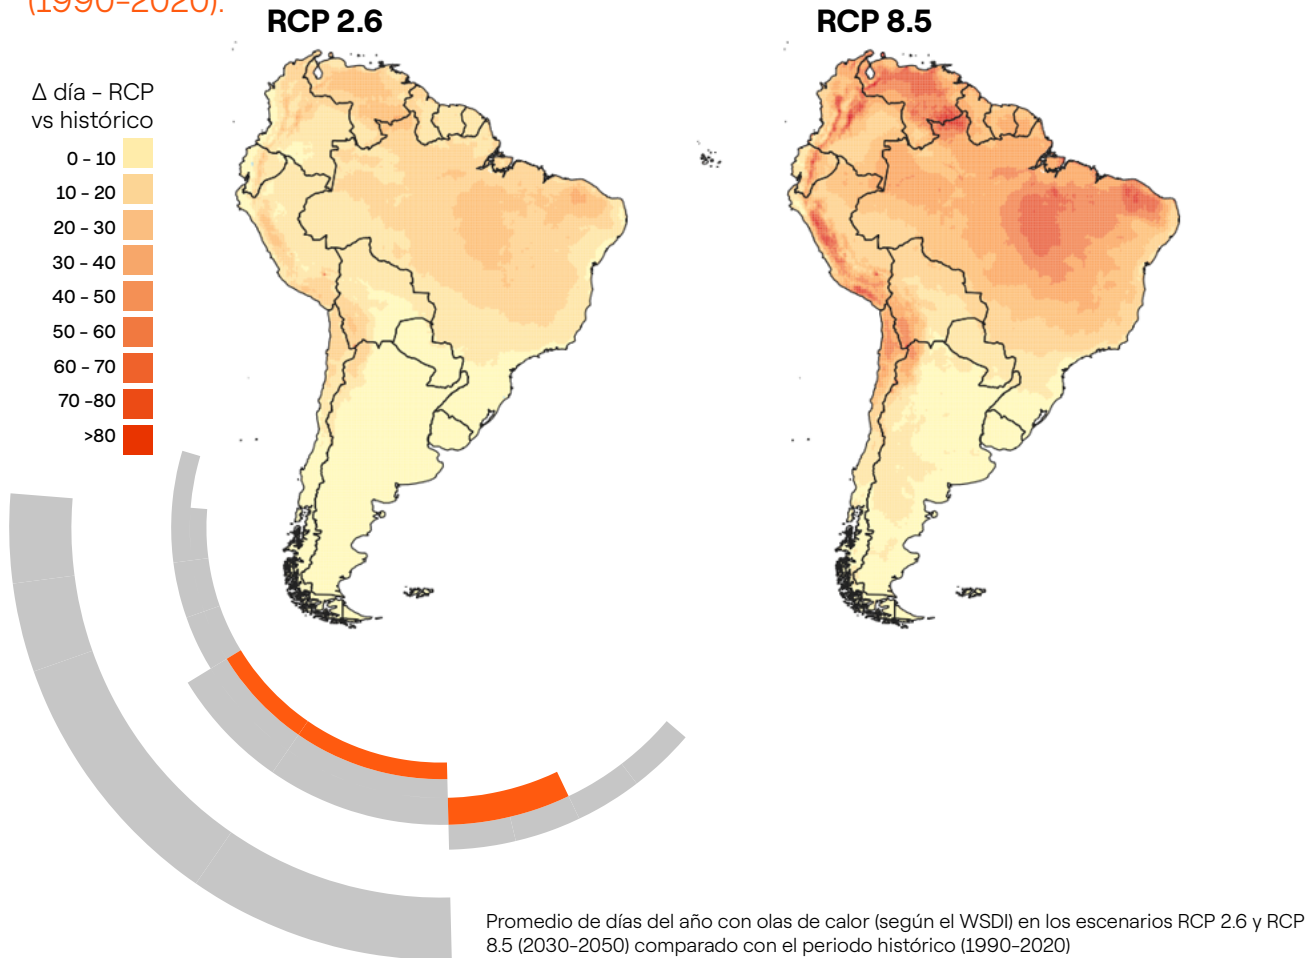 (1990-2020).
RCP 2.6
RCP 8.5
Δ día - RCP
vs histórico
0 - 10
10 - 20
20 - 30
30 - 40
40 - 50
50 - 60
60 - 70
70 -80
>80
Promedio de días del año con olas de calor (según el WSDI) en los escenarios RCP 2.6 y RCP
8.5 (2030-2050) comparado con el periodo histórico (1990-2020)